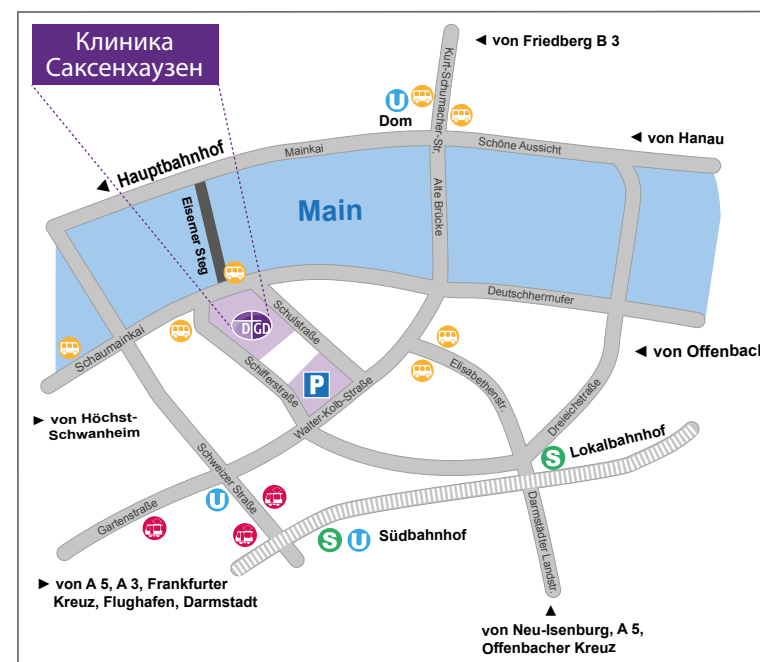 Клиника
Саксенхаузен
◄ von Friedberg B 3
Kurt-Schumacher-Str.
U
Dom
◄ von Hanau
Schöne Aussicht
Mainkai
◄ Hauptbahnhof
Alte Brücke
Eiserner Steg
Main
Deutschherrnufer
Schulstraße
D GD
Schaumainkai
◄ von Offenbach
Schifferstraße
P
Elisabethenstr.
Walter-Kolb-Straße
Dreieichstraße
► von Höchst-
Schwanheim
S Lokalbahnhof
Schweizer Straße
U
Gartenstraße
Darmstädter Landstr.
S U Südbahnhof
► von A 5, A 3, Frankfurter
Kreuz, Flughafen, Darmstadt
▲
von Neu-Isenburg, A 5,
Offenbacher Kreuz